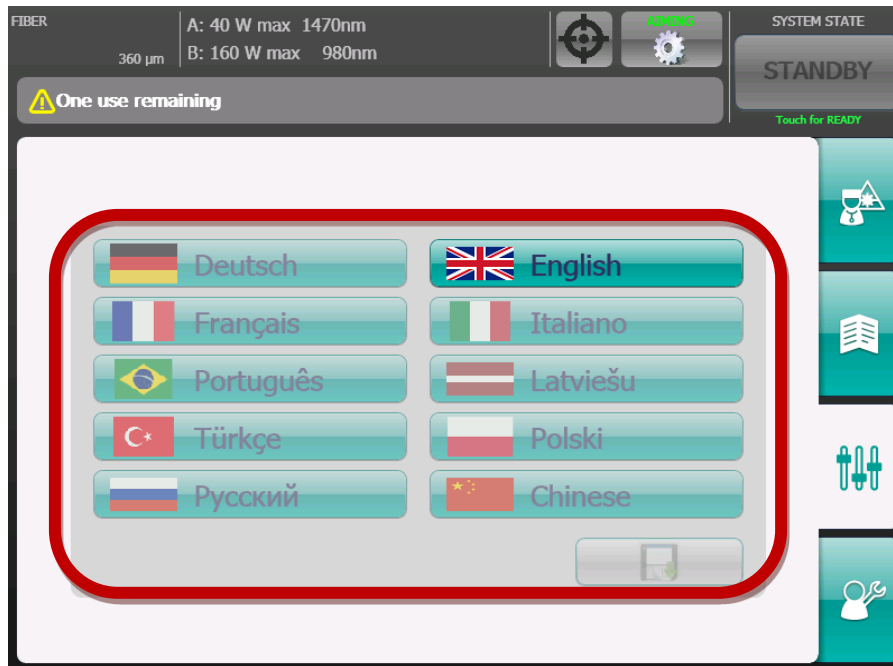 FIBER
360 µm
A: 40 W max 1470nm
B: 160 W max 980nm
AIMING
SYSTEM STATE
STANDBY
Touch for READY
One use remaining
Deutsch
English
Français
Italiano
Português
Latviešu
Türkçe
Polski
Русский
Chinese